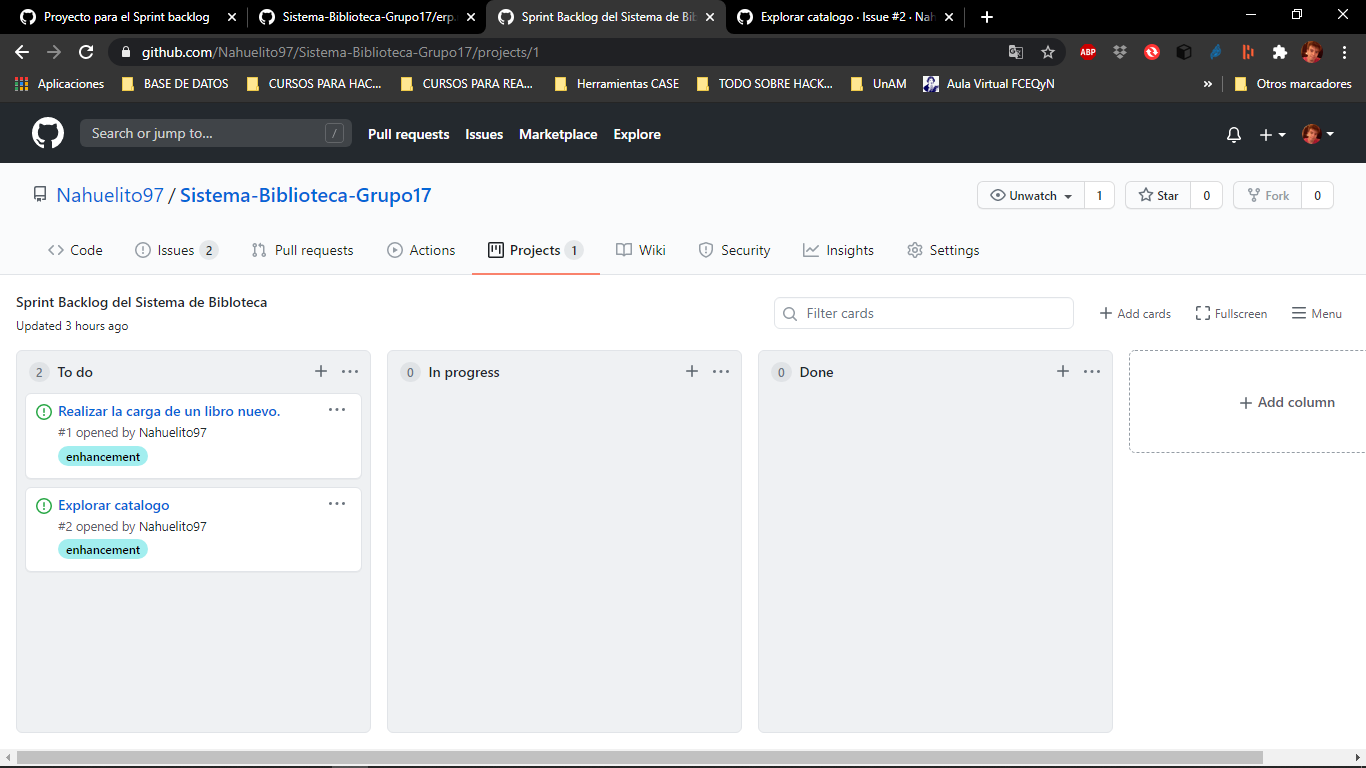 Proyecto para el Sprint backlog
Sistema-Biblioteca-Grupo17/erp.
Sprint Backlog del Sistema de Bib
Explorar catalogo · Issue #2 · Nah
github.com/Nahuelito97/Sistema-Biblioteca-Grupo17/projects/1
ABP
Aplicaciones
BASE DE DATOS
CURSOS PARA HAC...
CURSOS PARA REA...
Herramientas CASE
TODO SOBRE HACK...
UnAM
Aula Virtual FCEQyN
»
Otros marcadores
Search or jump to...
/
Pull requests
Issues
Marketplace
Explore
Nahuelito97 / Sistema-Biblioteca-Grupo17
Unwatch
1
Star
0
Fork
0
Code
Issues 2
Pull requests
Actions
Projects 1
Wiki
Security
Insights
Settings
Sprint Backlog del Sistema de Bibloteca
Updated 3 hours ago
Filter cards
Add cards
Fullscreen
Menu
2 To do
Realizar la carga de un libro nuevo.
#1 opened by Nahuelito97
enhancement
Explorar catalogo
#2 opened by Nahuelito97
enhancement
0 In progress
0 Done
Add column